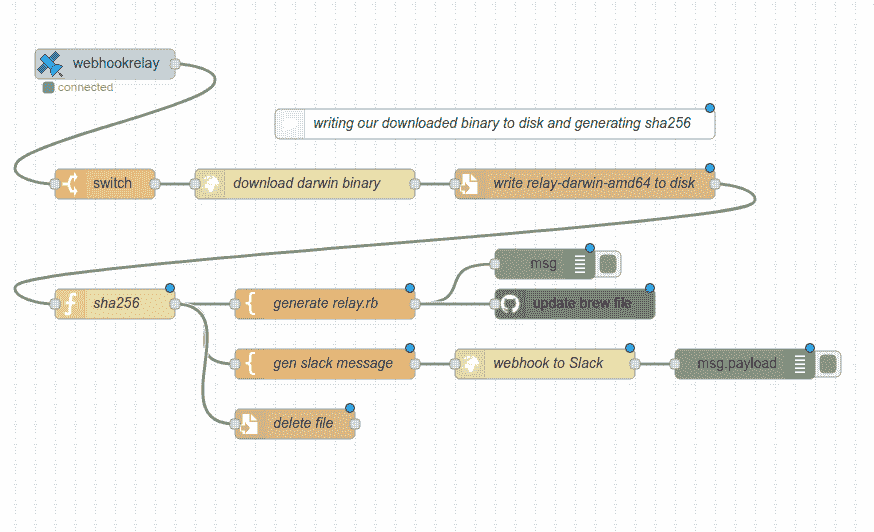 webhookrelay
connected
writing our downloaded binary to disk and generating sha256
switch
download darwin binary
write relay-darwin-amd64 to disk
msg
sha256
generate relay.rb
update brew file
gen slack message
webhook to Slack
msg.payload
delete file